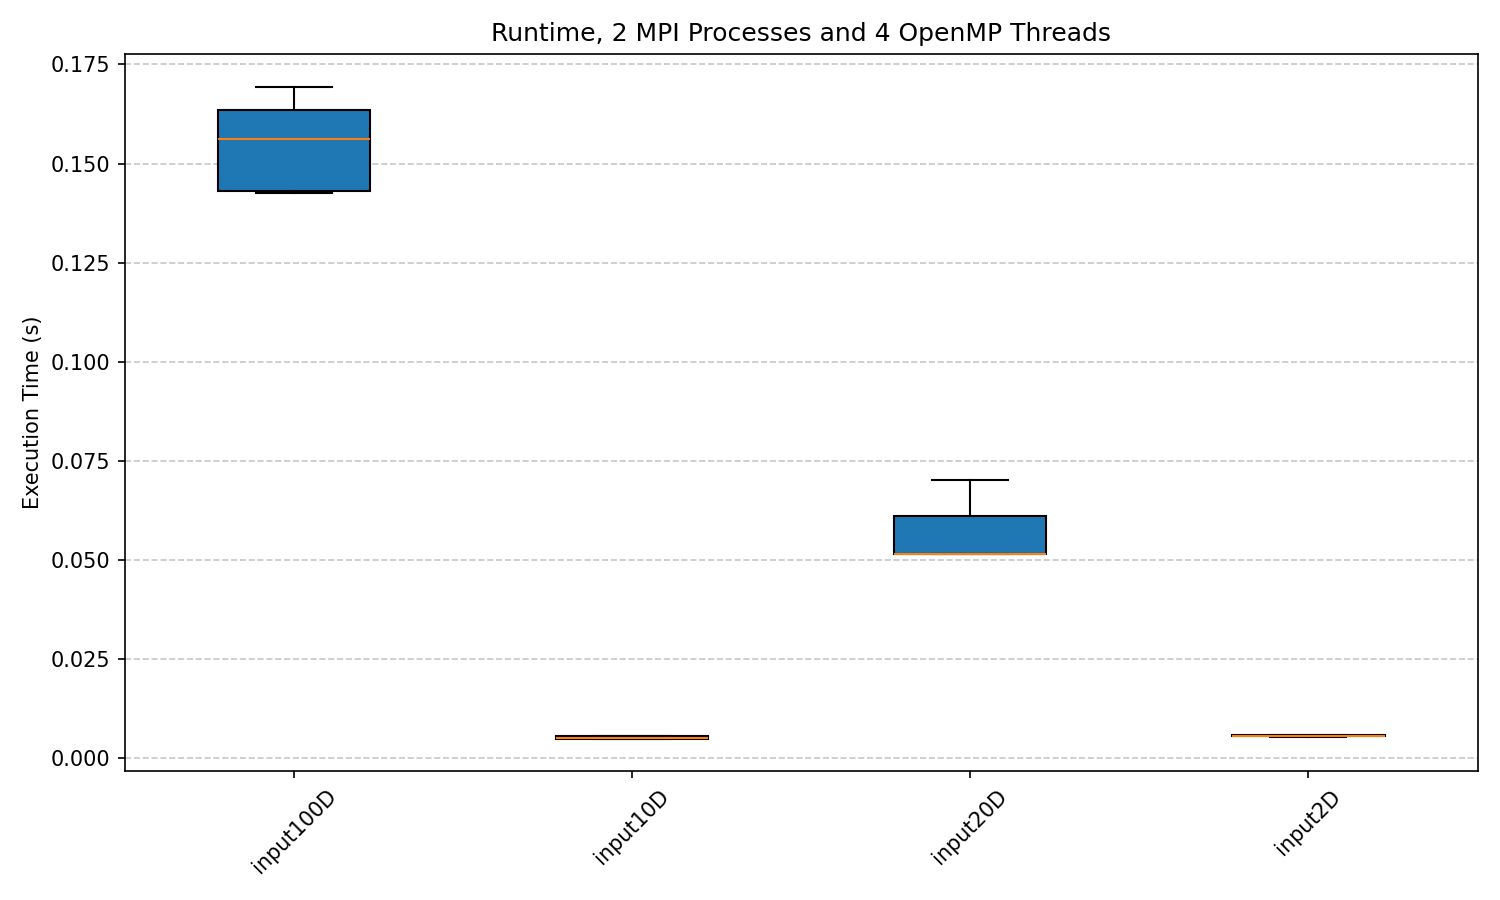 Runtime, 2 MPI Processes and 4 OpenMP Threads
Execution Time (s)
0.175
0.150
0.125
0.100
0.075
0.050
0.025
0.000
input100D
input10D
input20D
input2D